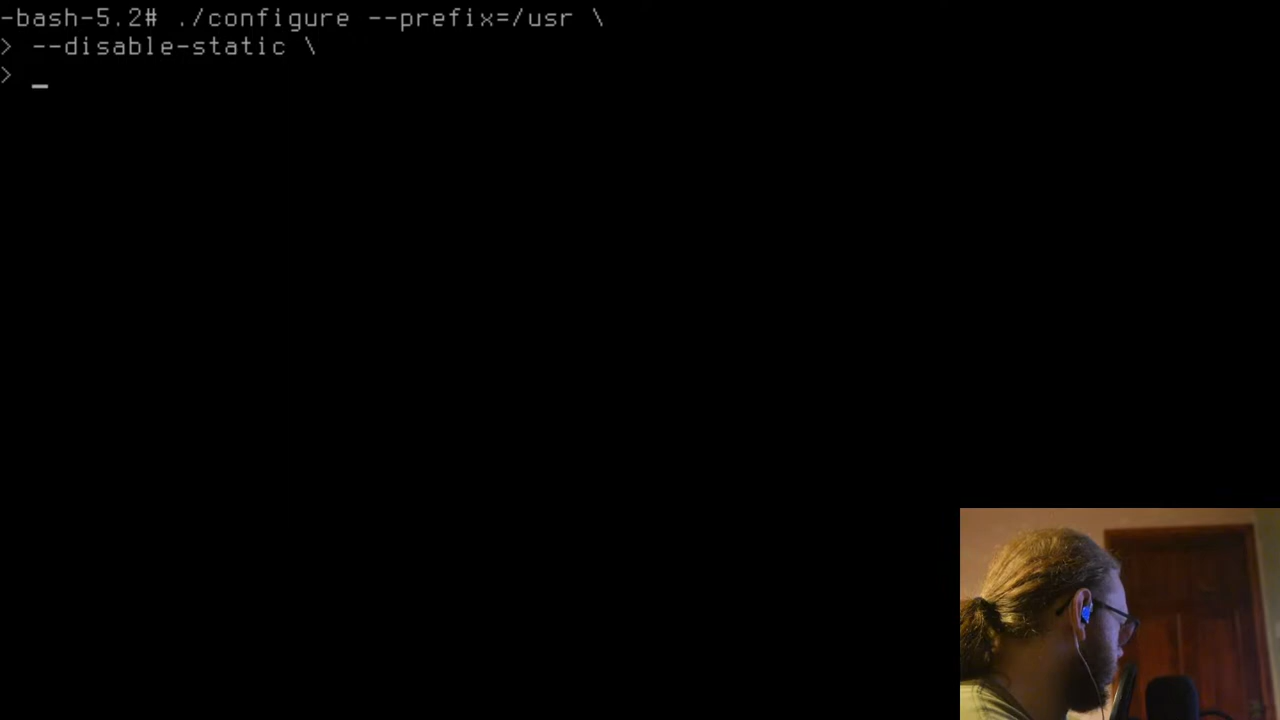 -bash-5.2# ./configure --prefix=/usr \
> --disable-static \
> _